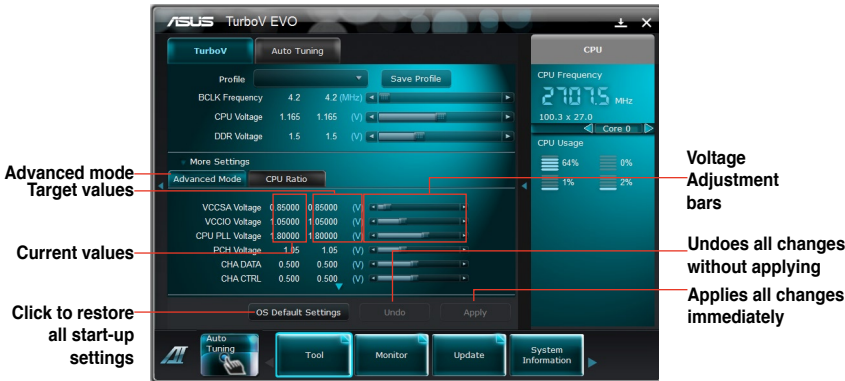 ASUS TurboV EVO
TurboV
Auto Tuning
CPU
Profile
Save Profile
BCLK Frequency 4.2 4.2 (MHz)
CPU Voltage 1.165 1.165 (V)
DDR Voltage 1.5 1.5 (V)
CPU Frequency
2707.5 MHz
100.3 x 27.0
Core 0
CPU Usage
64% 0%
1% 2%
More Settings
Advanced Mode
CPU Ratio
VCCSA Voltage 0.85000 0.85000 (V)
VCCIO Voltage 1.05000 1.05000 (V)
CPU PLL Voltage 1.80000 1.80000 (V)
PCH Voltage 1.05 1.05 (V)
CHA DATA 0.500 0.500 (V)
CHA CTRL 0.500 0.500 (V)
OS Default Settings
Undo
Apply
AI
Auto
Tuning
Tool
Monitor
Update
System
Information
Advanced mode
Target values
Current values
Click to restore
all start-up
settings
Voltage
Adjustment
bars
Undoes all changes
without applying
Applies all changes
immediately